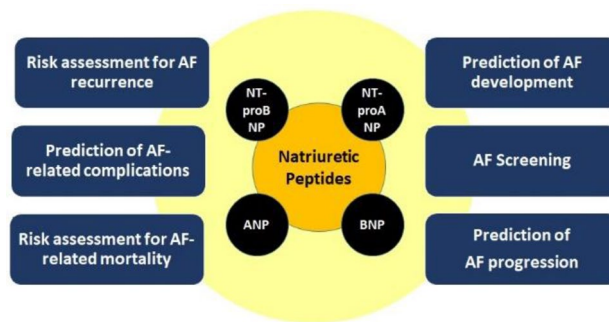 Risk assessment for AF
recurrence
Prediction of AF-
related complications
Risk assessment for AF-
related mortality
NT-
proB
NP
NT-
proA
NP
Natriuretic
Peptides
ANP
BNP
Prediction of AF
development
AF Screening
Prediction of
AF progression